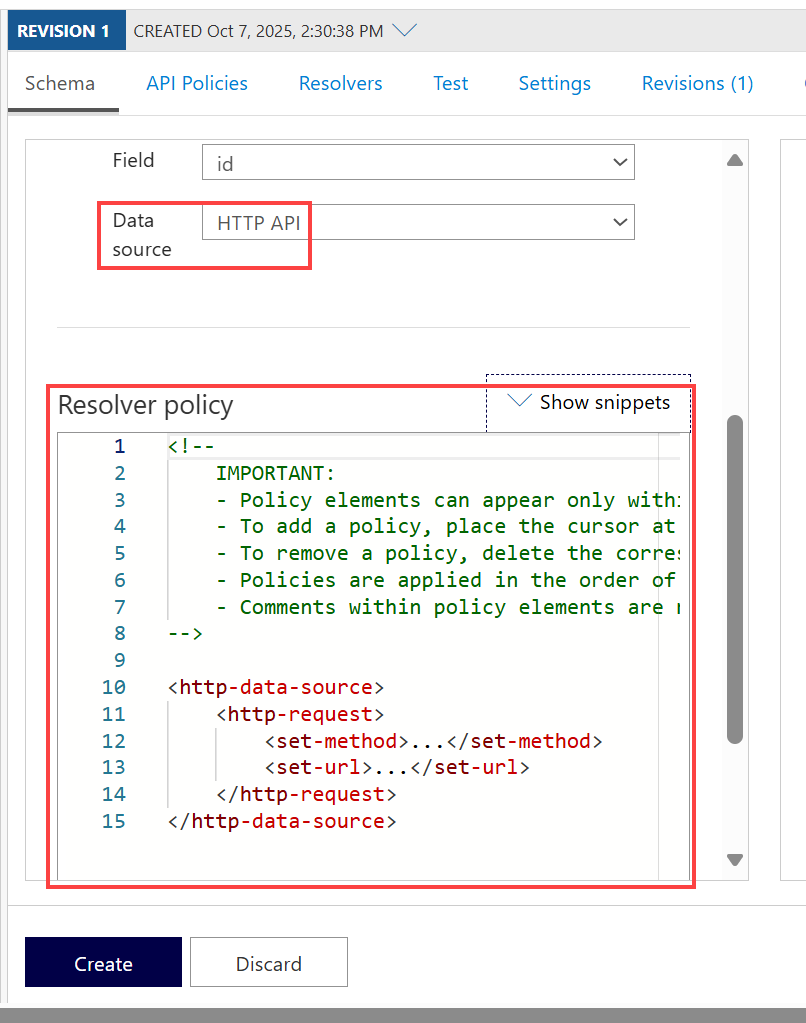 REVISION 1 CREATED Oct 7, 2025, 2:30:38 PM
Schema API Policies Resolvers Test Settings Revisions (1)
Field id
Data source HTTP API
Resolver policy Show snippets
1 <!--
2 IMPORTANT:
3 - Policy elements can appear only
4 - To add a policy, place the cursor at
5 - To remove a policy, delete the
6 - Policies are applied in the order of
7 - Comments within policy elements are
8 -->
9
10 <http-data-source>
11 <http-request>
12 <set-method>...</set-method>
13 <set-url>...</set-url>
14 </http-request>
15 </http-data-source>
Create Discard